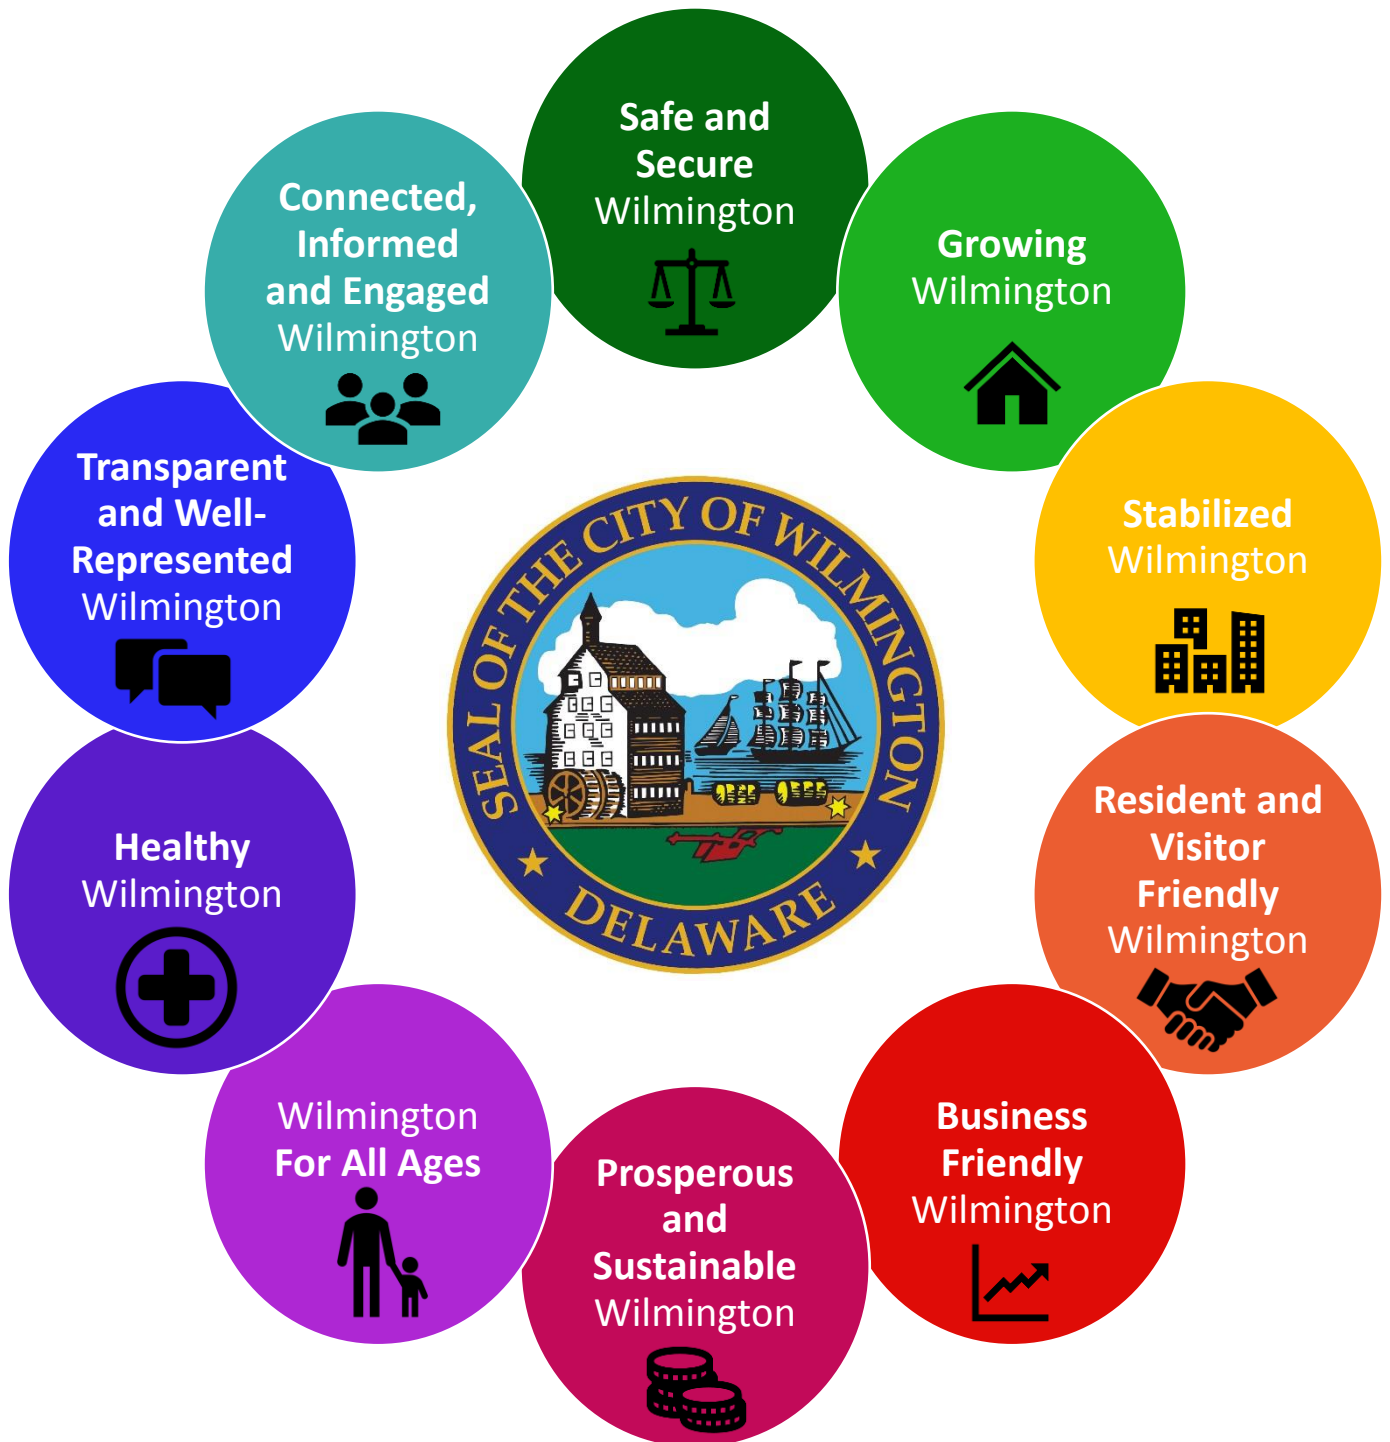 Safe and
Secure
Wilmington
Growing
Wilmington
Stabilized
Wilmington
Resident and
Visitor
Friendly
Wilmington
Business
Friendly
Wilmington
Prosperous
and
Sustainable
Wilmington
Wilmington
For All Ages
Healthy
Wilmington
Transparent
and Well-
Represented
Wilmington
Connected,
Informed
and Engaged
Wilmington
SEAL OF THE CITY OF WILMINGTON
DELAWARE